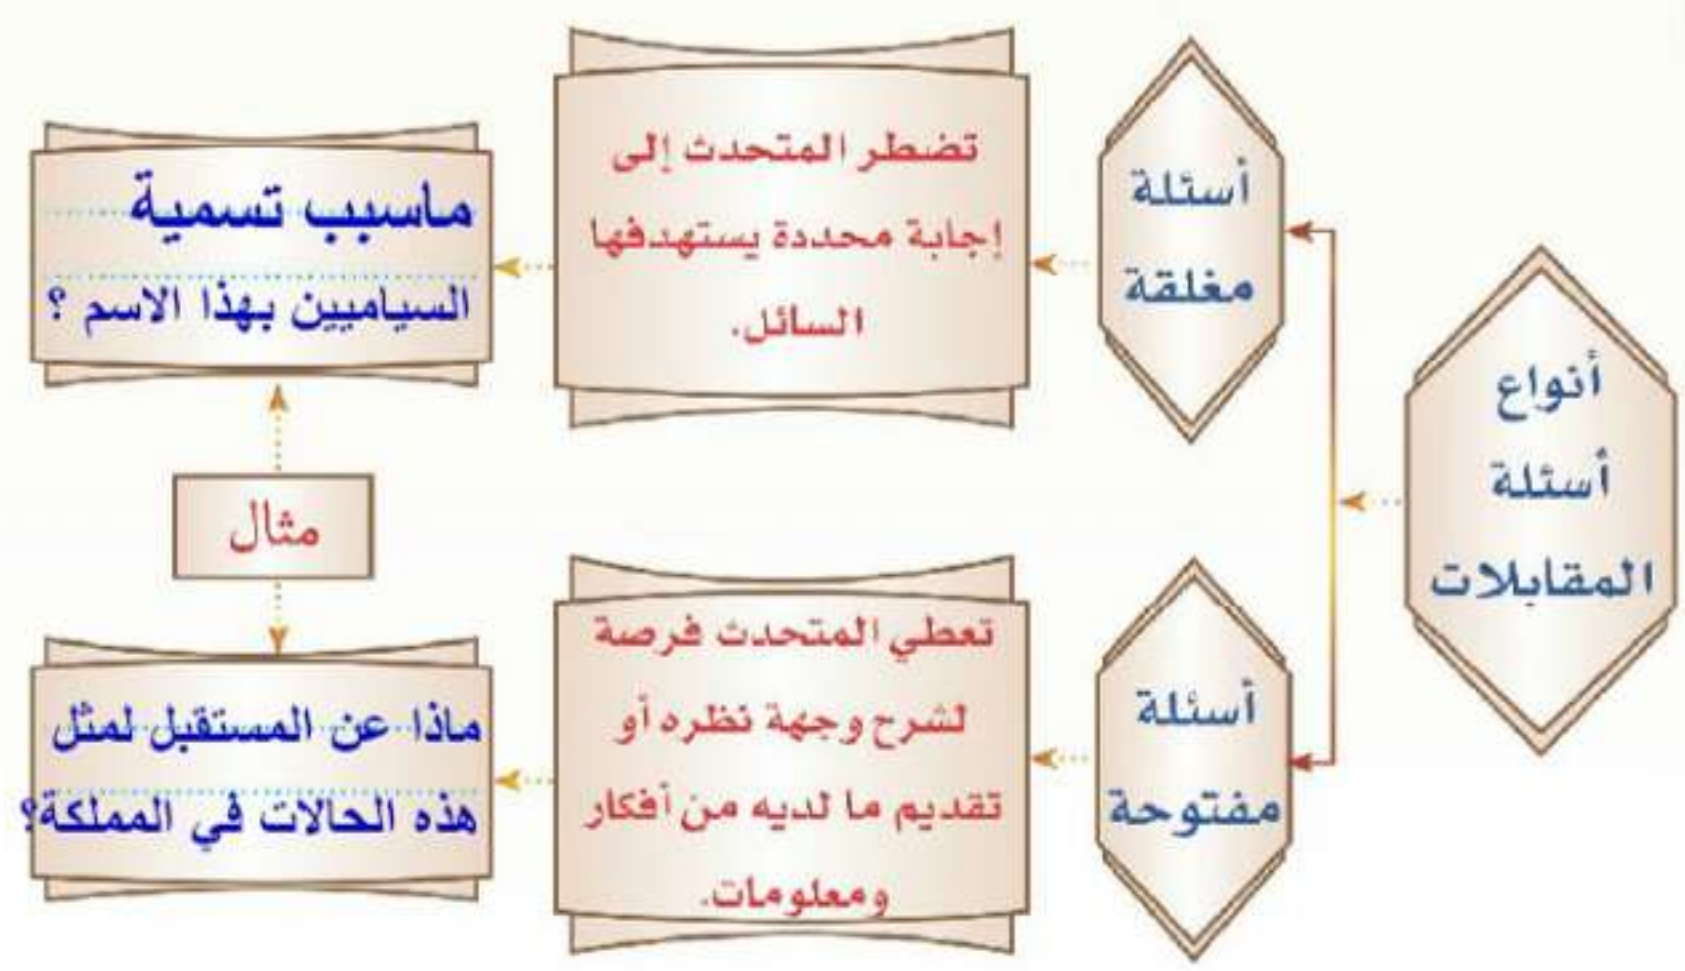 أنواع
أسئلة
المقابلات
أسئلة
مغلقة
تضطر المتحدث إلى
إجابة محددة يستهدفها
السائل.
ماسبب تسمية
السياميين بهذا الاسم ؟
مثال
أسئلة
مفتوحة
تعطي المتحدث فرصة
لشرح وجهة نظره أو
تقديم ما لديه من أفكار
ومعلومات.
ماذا عن المستقبل لمثل
هذه الحالات في المملكة؟